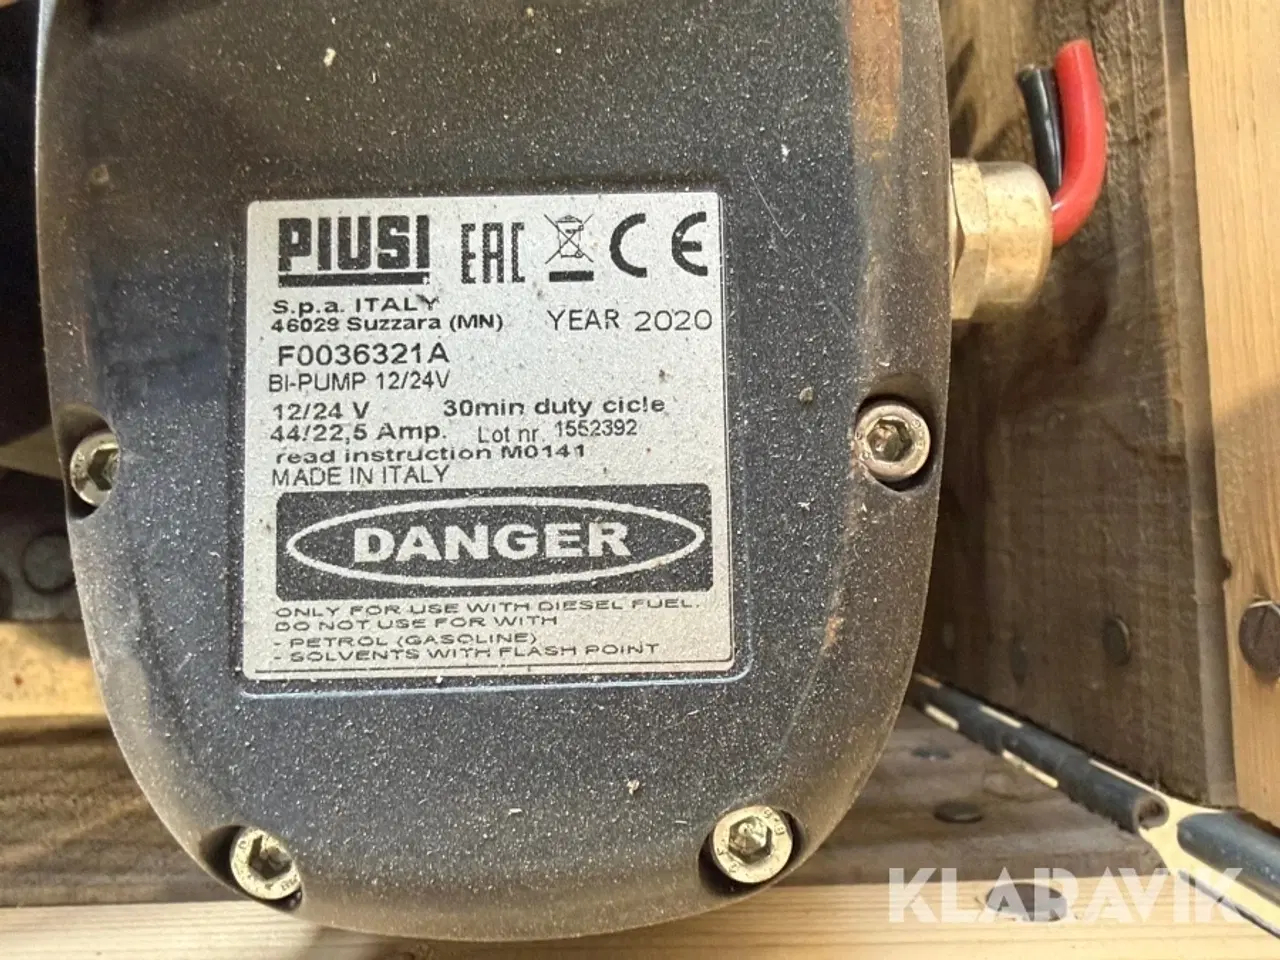 PIUSI EAC CE
S.p.a. ITALY
46029 Suzzara (MN) YEAR 2020
F0036321A
BI-PUMP 12/24V
12/24 V 30min duty cicle
44/22,5 Amp. Lot nr 1552392
read instruction M0141
MADE IN ITALY
DANGER
ONLY FOR USE WITH DIESEL FUEL.
DO NOT USE FOR WITH
- PETROL (GASOLINE)
- SOLVENTS WITH FLASH POINT
KLARAVIK